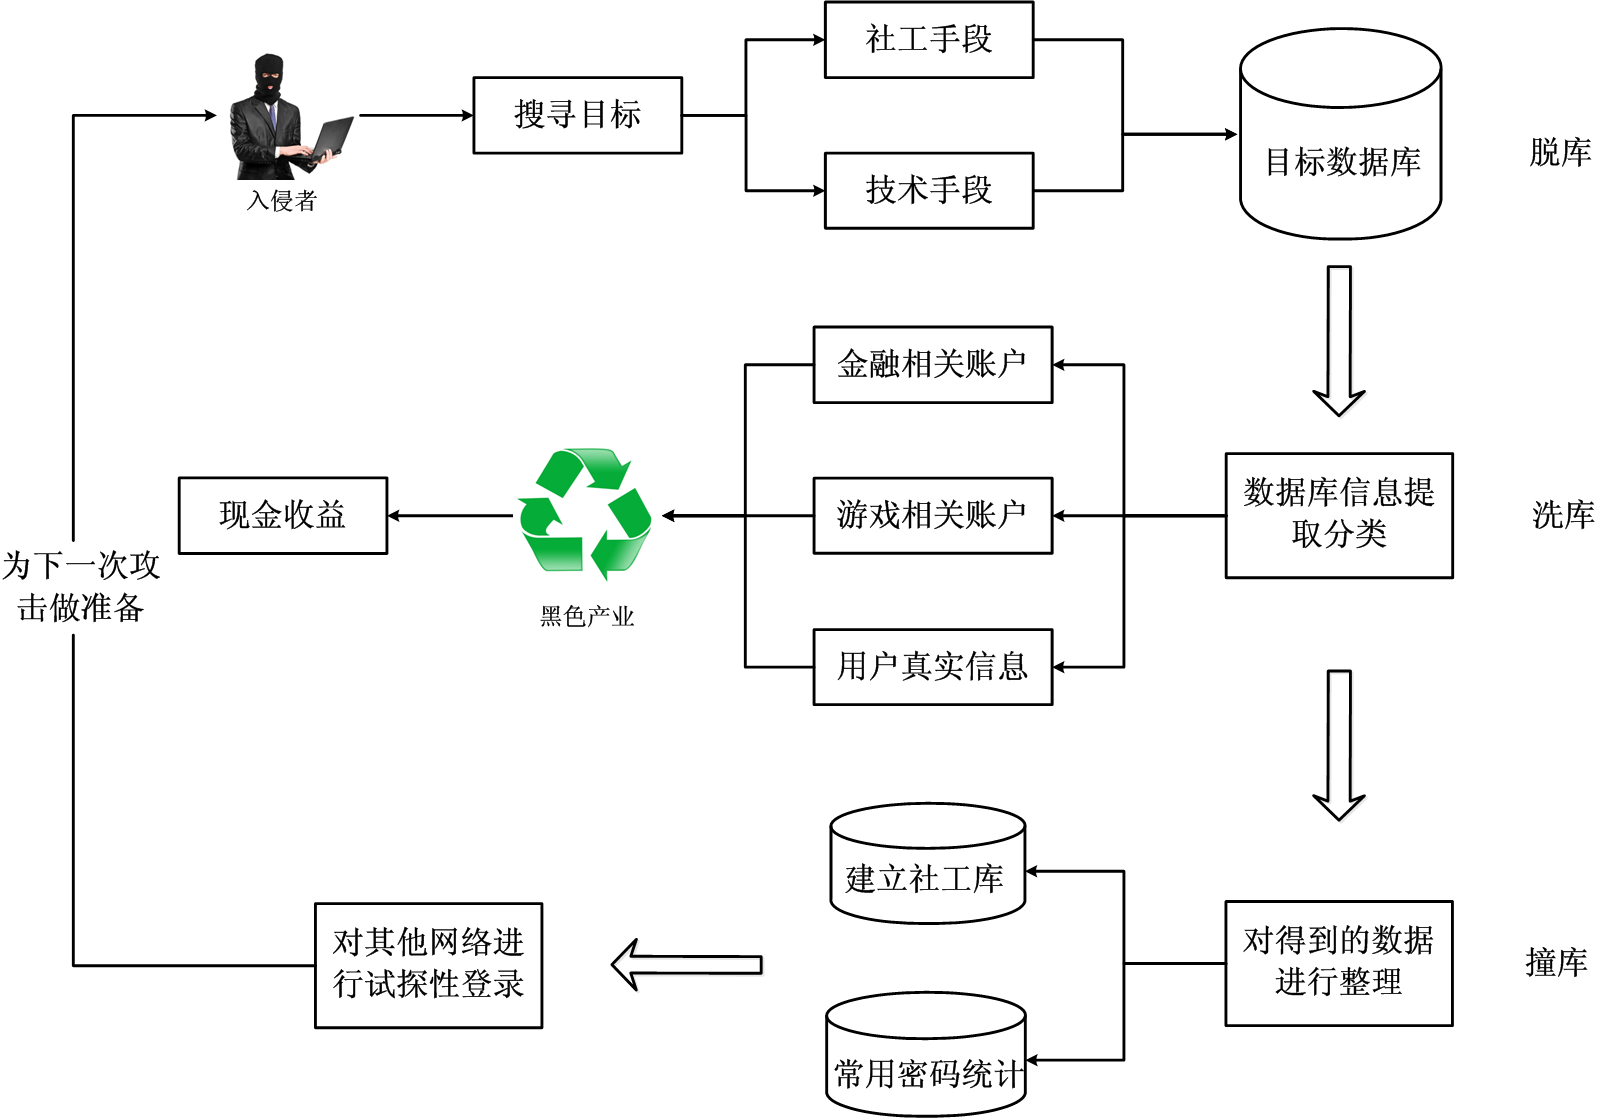 社工手段
搜寻目标
技术手段
入侵者
目标数据库
脱库
金融相关账户
现金收益
游戏相关账户
数据库信息提
取分类
洗库
为下一次攻
击做准备
黑色产业
用户真实信息
建立社工库
对其他网络进
行试探性登录
对得到的数据
进行整理
撞库
常用密码统计